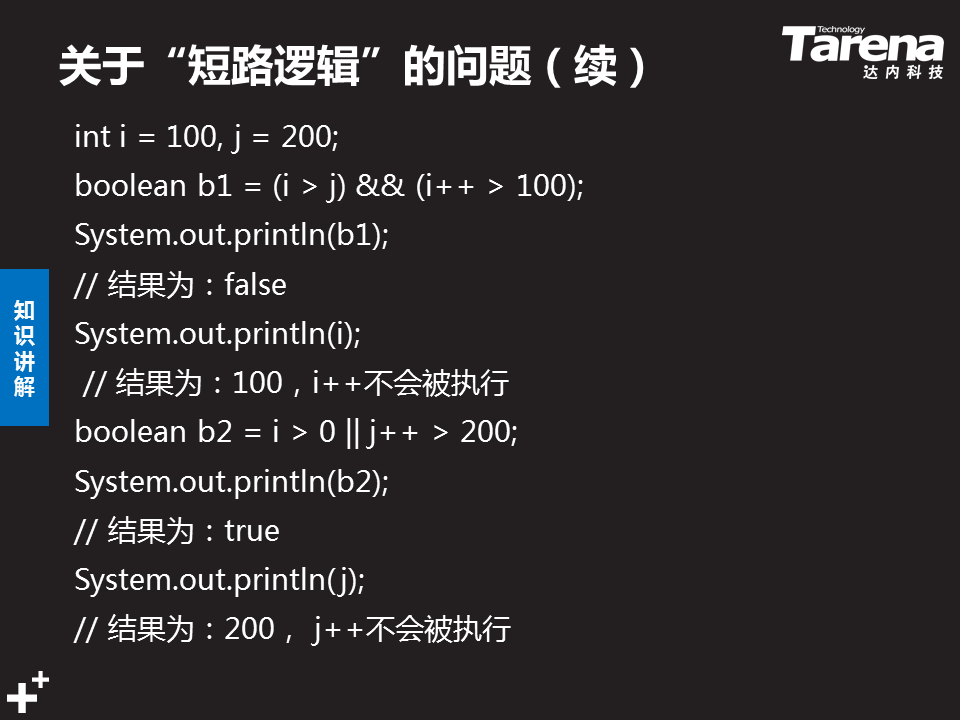 关于“短路逻辑”的问题（续）
Technology
Tarena
达内科技
int i = 100, j = 200;
boolean b1 = (i > j) && (i++ > 100);
System.out.println(b1);
// 结果为：false
System.out.println(i);
// 结果为：100，i++不会被执行
boolean b2 = i > 0 || j++ > 200;
System.out.println(b2);
// 结果为：true
System.out.println(j);
// 结果为：200， j++不会被执行
知识讲解